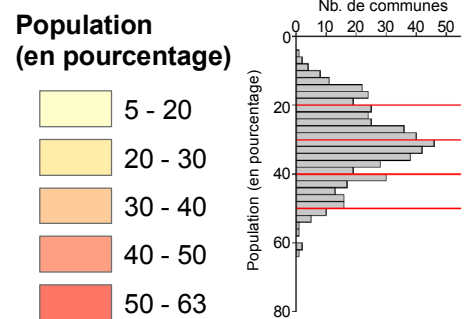 Population
(en pourcentage)
5 - 20
20 - 30
30 - 40
40 - 50
50 - 63
Nb. de communes
0 10 20 30 40 50
Population (en pourcentage)
0
20
40
60
80